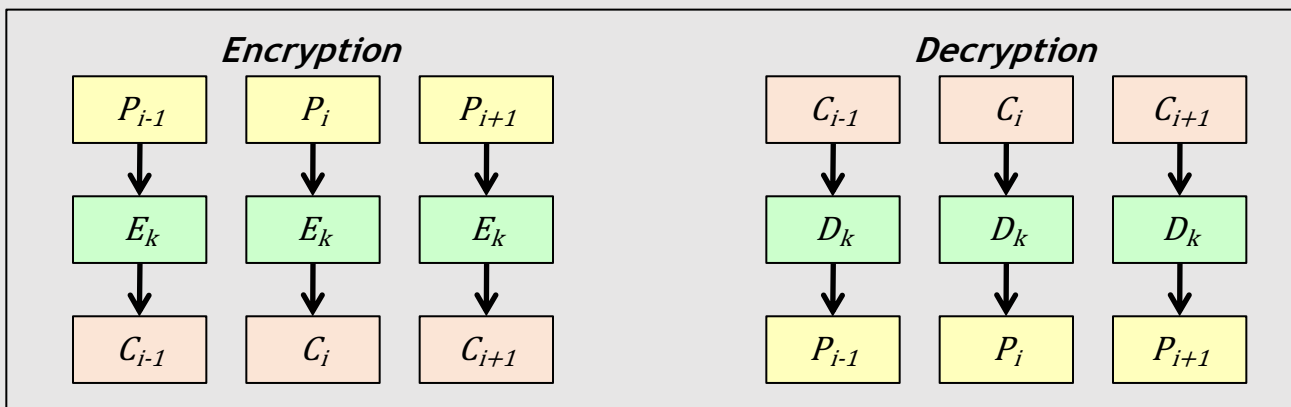 Encryption
Decryption
P_{i-1} P_i P_{i+1}
C_{i-1} C_i C_{i+1}
E_k E_k E_k
D_k D_k D_k
C_{i-1} C_i C_{i+1}
P_{i-1} P_i P_{i+1}